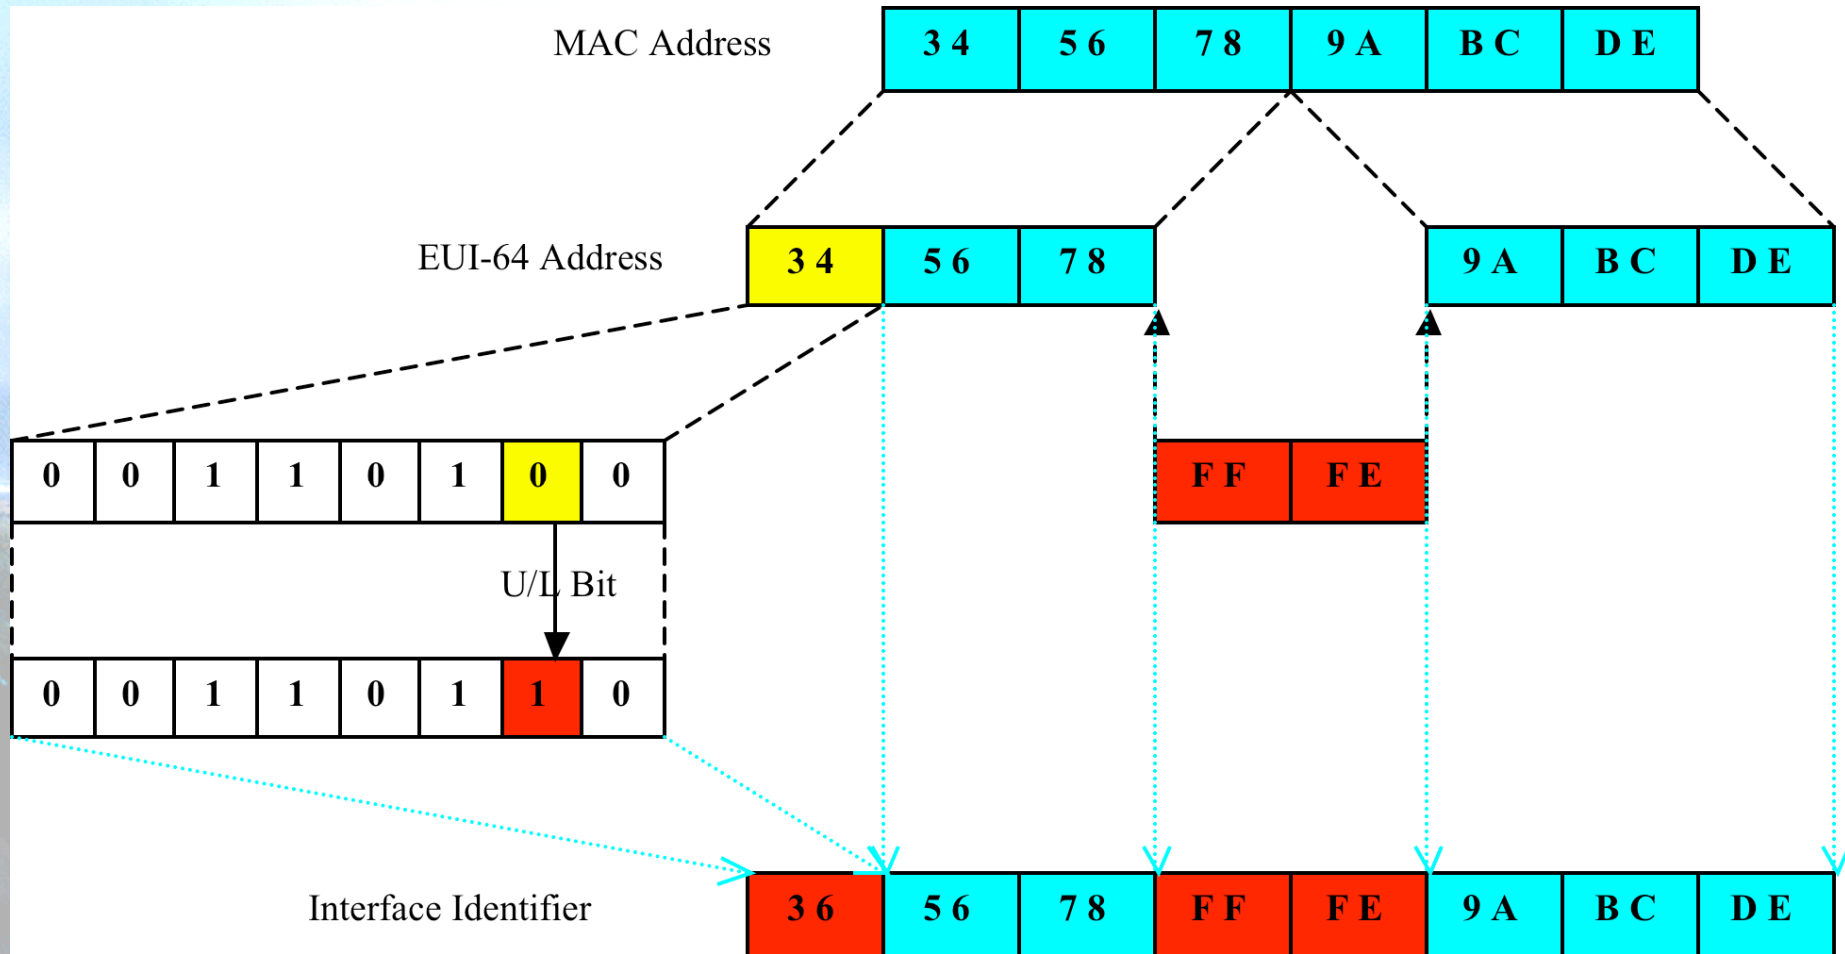 MAC Address 3 4 5 6 7 8 9 A B C D E
EUI-64 Address 3 4 5 6 7 8 9 A B C D E
0 0 1 1 0 1 0 0 F F F E
U/L Bit
0 0 1 1 0 1 1 0
Interface Identifier 3 6 5 6 7 8 F F F E 9 A B C D E